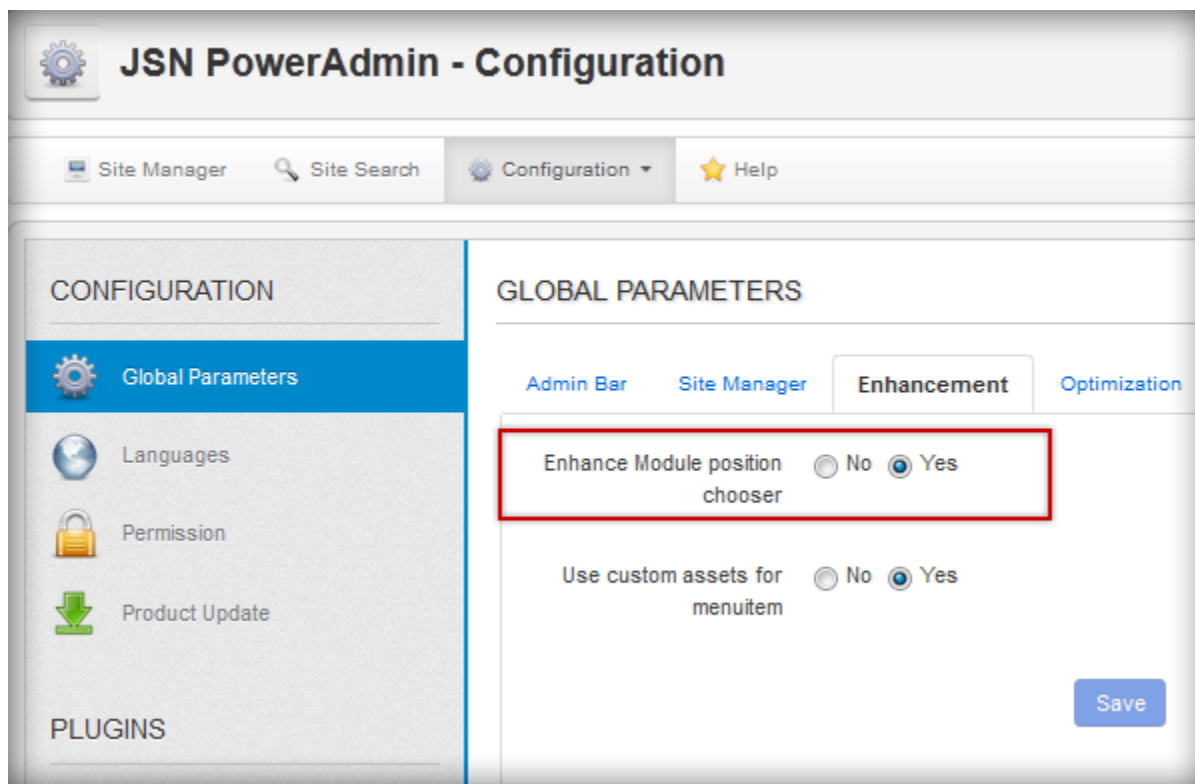 JSN PowerAdmin - Configuration
Site Manager
Site Search
Configuration
Help
CONFIGURATION
Global Parameters
Languages
Permission
Product Update
PLUGINS
GLOBAL PARAMETERS
Admin Bar
Site Manager
Enhancement
Optimization
Enhance Module position
chooser
No
Yes
Use custom assets for
menuitem
No
Yes
Save